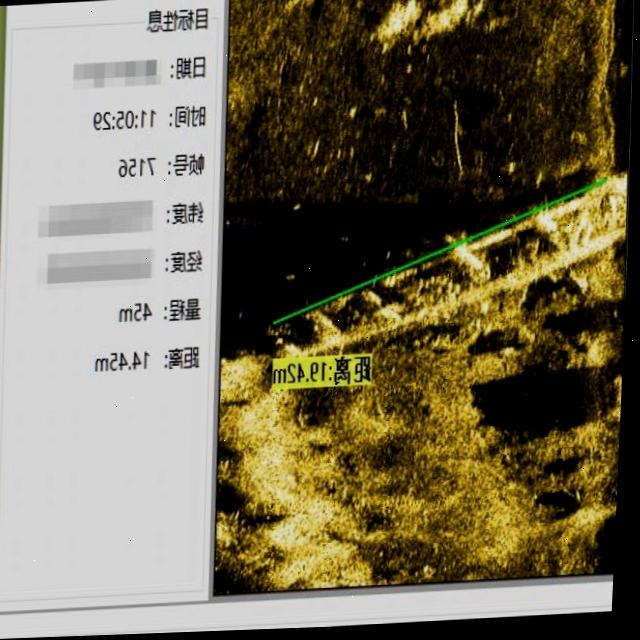 目标性息
日期:
时间: 11:05:29
帧号: 7156
纬度:
经度:
量程: 45m
距离: 14.45m
距离:19.42m